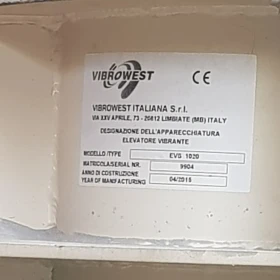 VIBROWEST CE
VIBROWEST ITALIANA S.r.l.
VIA XXV APRILE, 73 - 20812 LIMBIATE (MB) ITALY
DESIGNAZIONE DELL'APPARECCHIATURA
ELEVATORE VIBRANTE
MODELLO/TYPE EVS 1020
MATRICOLA/SERIAL NR. 9904
ANNO DI COSTRUZIONE
YEAR OF MANUFACTURING 04/2015